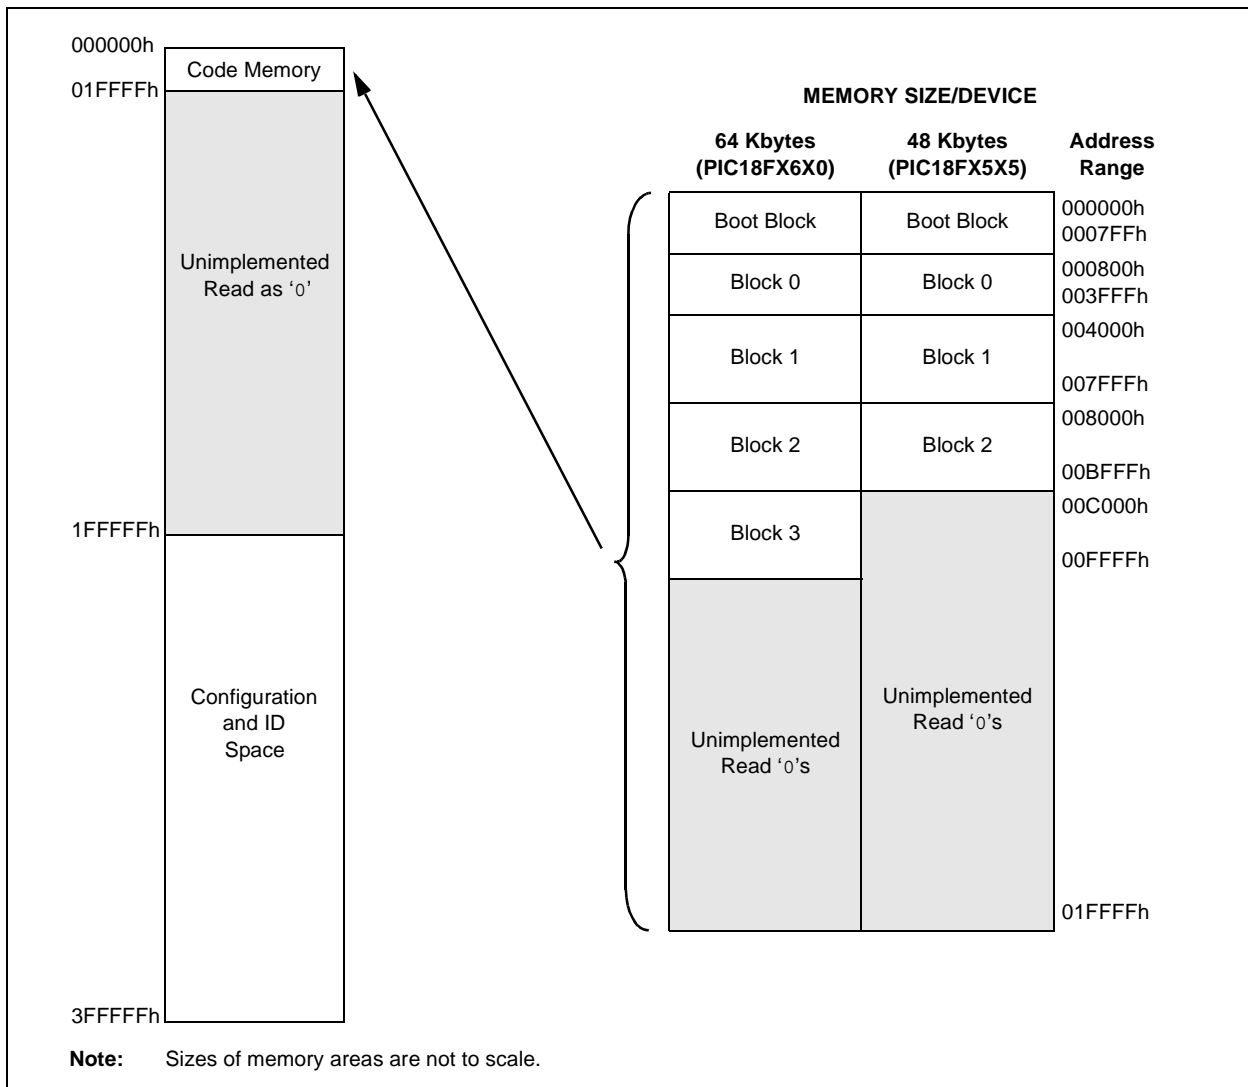 000000h
Code Memory
01FFFFh
Unimplemented
Read as ‘0’
1FFFFFh
Configuration
and ID
Space
3FFFFFh
MEMORY SIZE/DEVICE
64 Kbytes
(PIC18FX6X0)
48 Kbytes
(PIC18FX5X5)
Address
Range
Boot Block
Boot Block
000000h
0007FFh
Block 0
Block 0
000800h
003FFFh
Block 1
Block 1
004000h
007FFFh
Block 2
Block 2
008000h
00BFFFh
Block 3
00C000h
00FFFFh
Unimplemented
Read ‘0’s
Unimplemented
Read ‘0’s
01FFFFh
Note: Sizes of memory areas are not to scale.